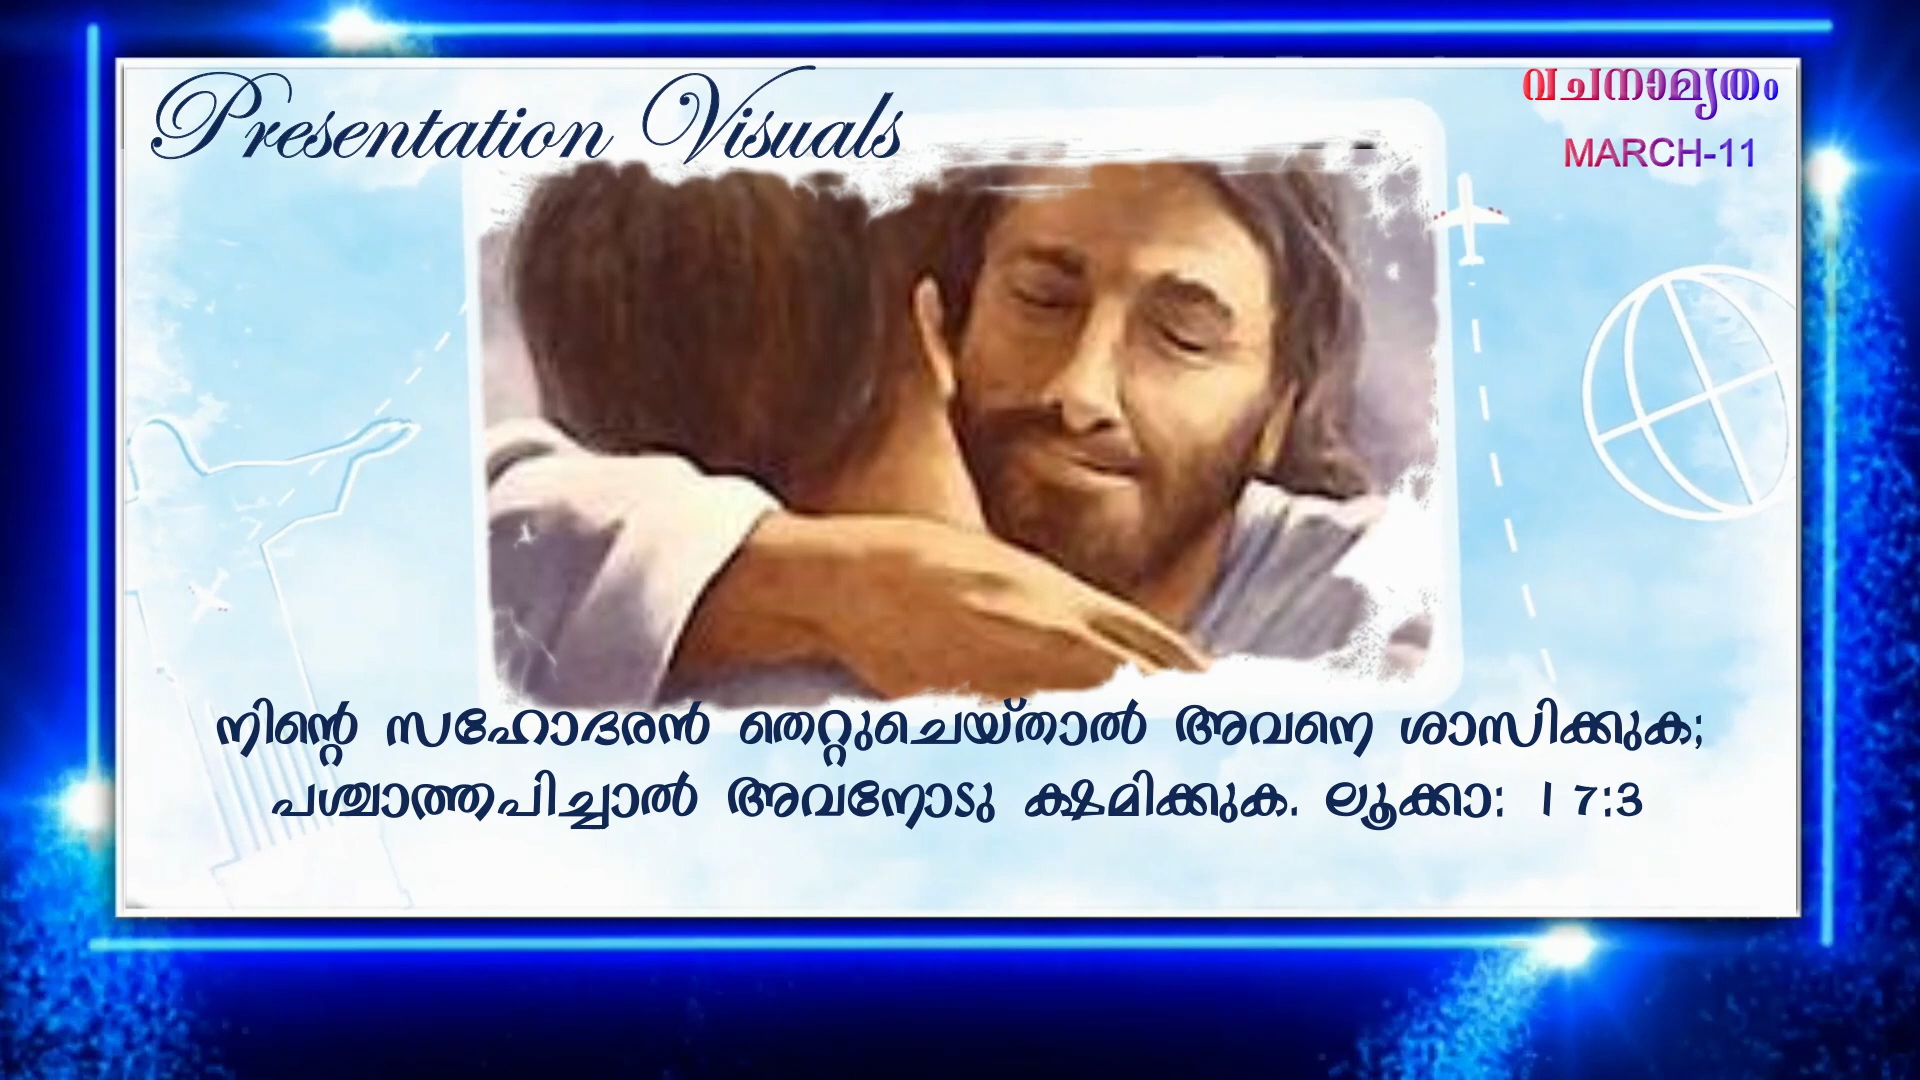 Presentation Visuals
വചനാമൃതം
MARCH-11
നിന്റെ സഹോദരൻ തെറ്റുചെയ്താൽ അവനെ ശാസിക്കുക;
പശ്ചാത്തപിച്ചാൽ അവനോടു ക്ഷമിക്കുക. ലൂക്കാ: 17:3